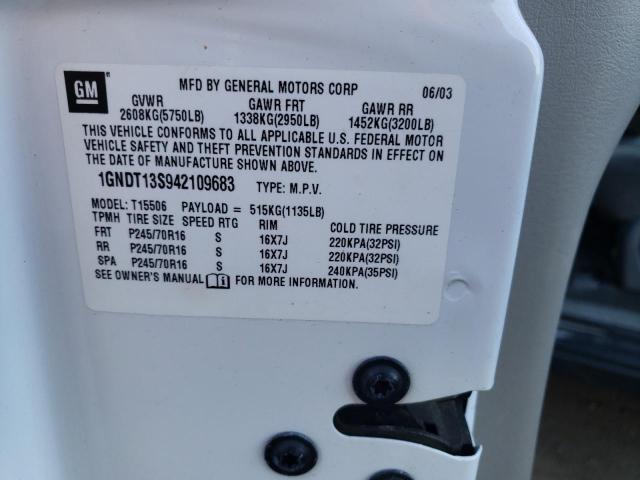 GM
MFD BY GENERAL MOTORS CORP 06/03
GVWR GAWR FRT GAWR RR
2608KG(5750LB) 1338KG(2950LB) 1452KG(3200LB)
THIS VEHICLE CONFORMS TO ALL APPLICABLE U.S. FEDERAL MOTOR
VEHICLE SAFETY AND THEFT PREVENTION STANDARDS IN EFFECT ON
THE DATE OF MANUFACTURE SHOWN ABOVE.
1GNDT13S942109683 TYPE: M.P.V.
MODEL: T15506 PAYLOAD = 515KG(1135LB)
TPMH TIRE SIZE SPEED RTG RIM COLD TIRE PRESSURE
FRT P245/70R16 S 16X7J 220KPA(32PSI)
RR P245/70R16 S 16X7J 220KPA(32PSI)
SPA P245/70R16 S 16X7J 240KPA(35PSI)
SEE OWNER'S MANUAL FOR MORE INFORMATION.